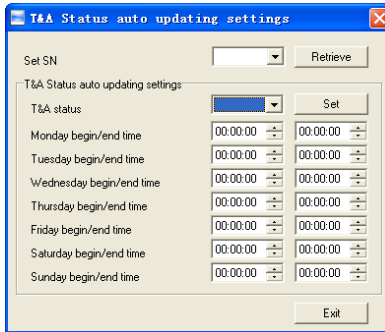 T&A Status auto updating settings
Set SN Retrieve
T&A Status auto updating settings
T&A status Set
Monday begin/end time 00:00:00 00:00:00
Tuesday begin/end time 00:00:00 00:00:00
Wednesday begin/end time 00:00:00 00:00:00
Thursday begin/end time 00:00:00 00:00:00
Friday begin/end time 00:00:00 00:00:00
Saturday begin/end time 00:00:00 00:00:00
Sunday begin/end time 00:00:00 00:00:00
Exit